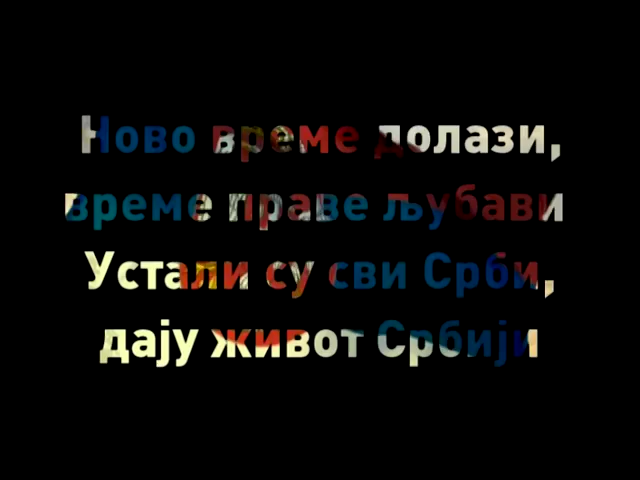 Ново време долази,
време праве љубави
Устали су сви Срби,
дају живот Србији